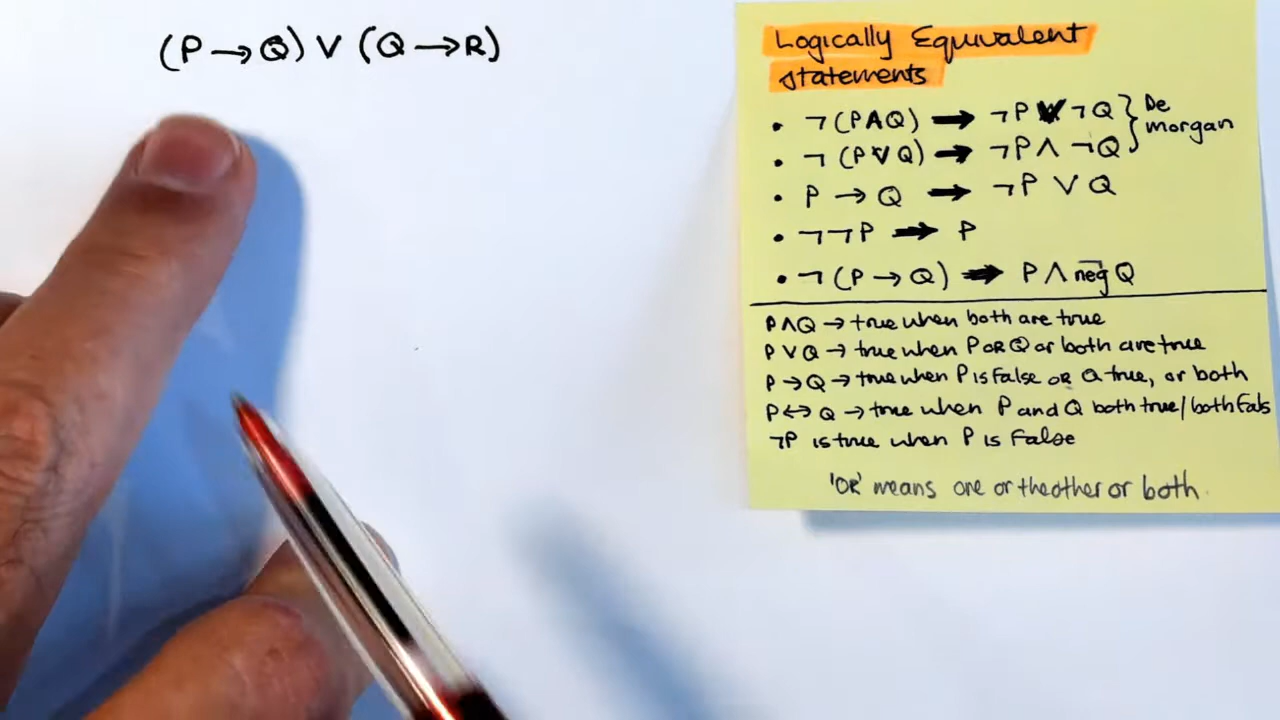 (P → Q) ∨ (Q → R)
Logically Equivalent
statements
• ¬(P∧Q) → ¬P ∨ ¬Q } De
morgan
• ¬(P∨Q) → ¬P ∧ ¬Q
• P → Q → ¬P ∨ Q
• ¬¬P → P
• ¬(P → Q) → P ∧ neg Q
P∧Q → true when both are true
P∨Q → true when P OR Q or both are true
P → Q → true when P is False OR Q true, or both
P ↔ Q → true when P and Q both true/both Fals
¬P is true when P is False
'OR' means one or the other or both.